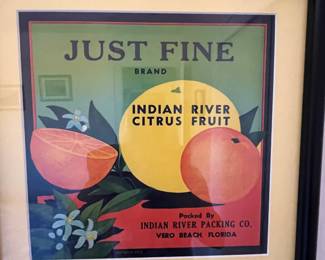 JUST FINE
BRAND
INDIAN RIVER
CITRUS FRUIT
Packed By
INDIAN RIVER PACKING CO.
VERO BEACH, FLORIDA